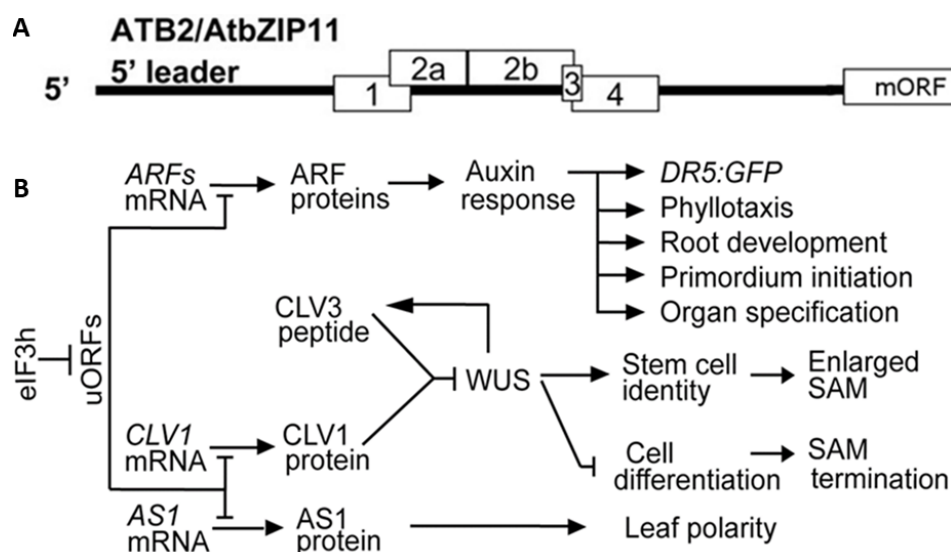 A
ATB2/AtbZIP11
5' leader
5'
1
2a
2b
3
4
mORF
B
ARFs
mRNA
ARF
proteins
Auxin
response
DR5:GFP
Phyllotaxis
Root development
Primordium initiation
Organ specification
eIF3h
uORFs
CLV3
peptide
WUS
Stem cell
identity
Enlarged
SAM
CLV1
mRNA
CLV1
protein
Cell
differentiation
SAM
termination
AS1
mRNA
AS1
protein
Leaf polarity